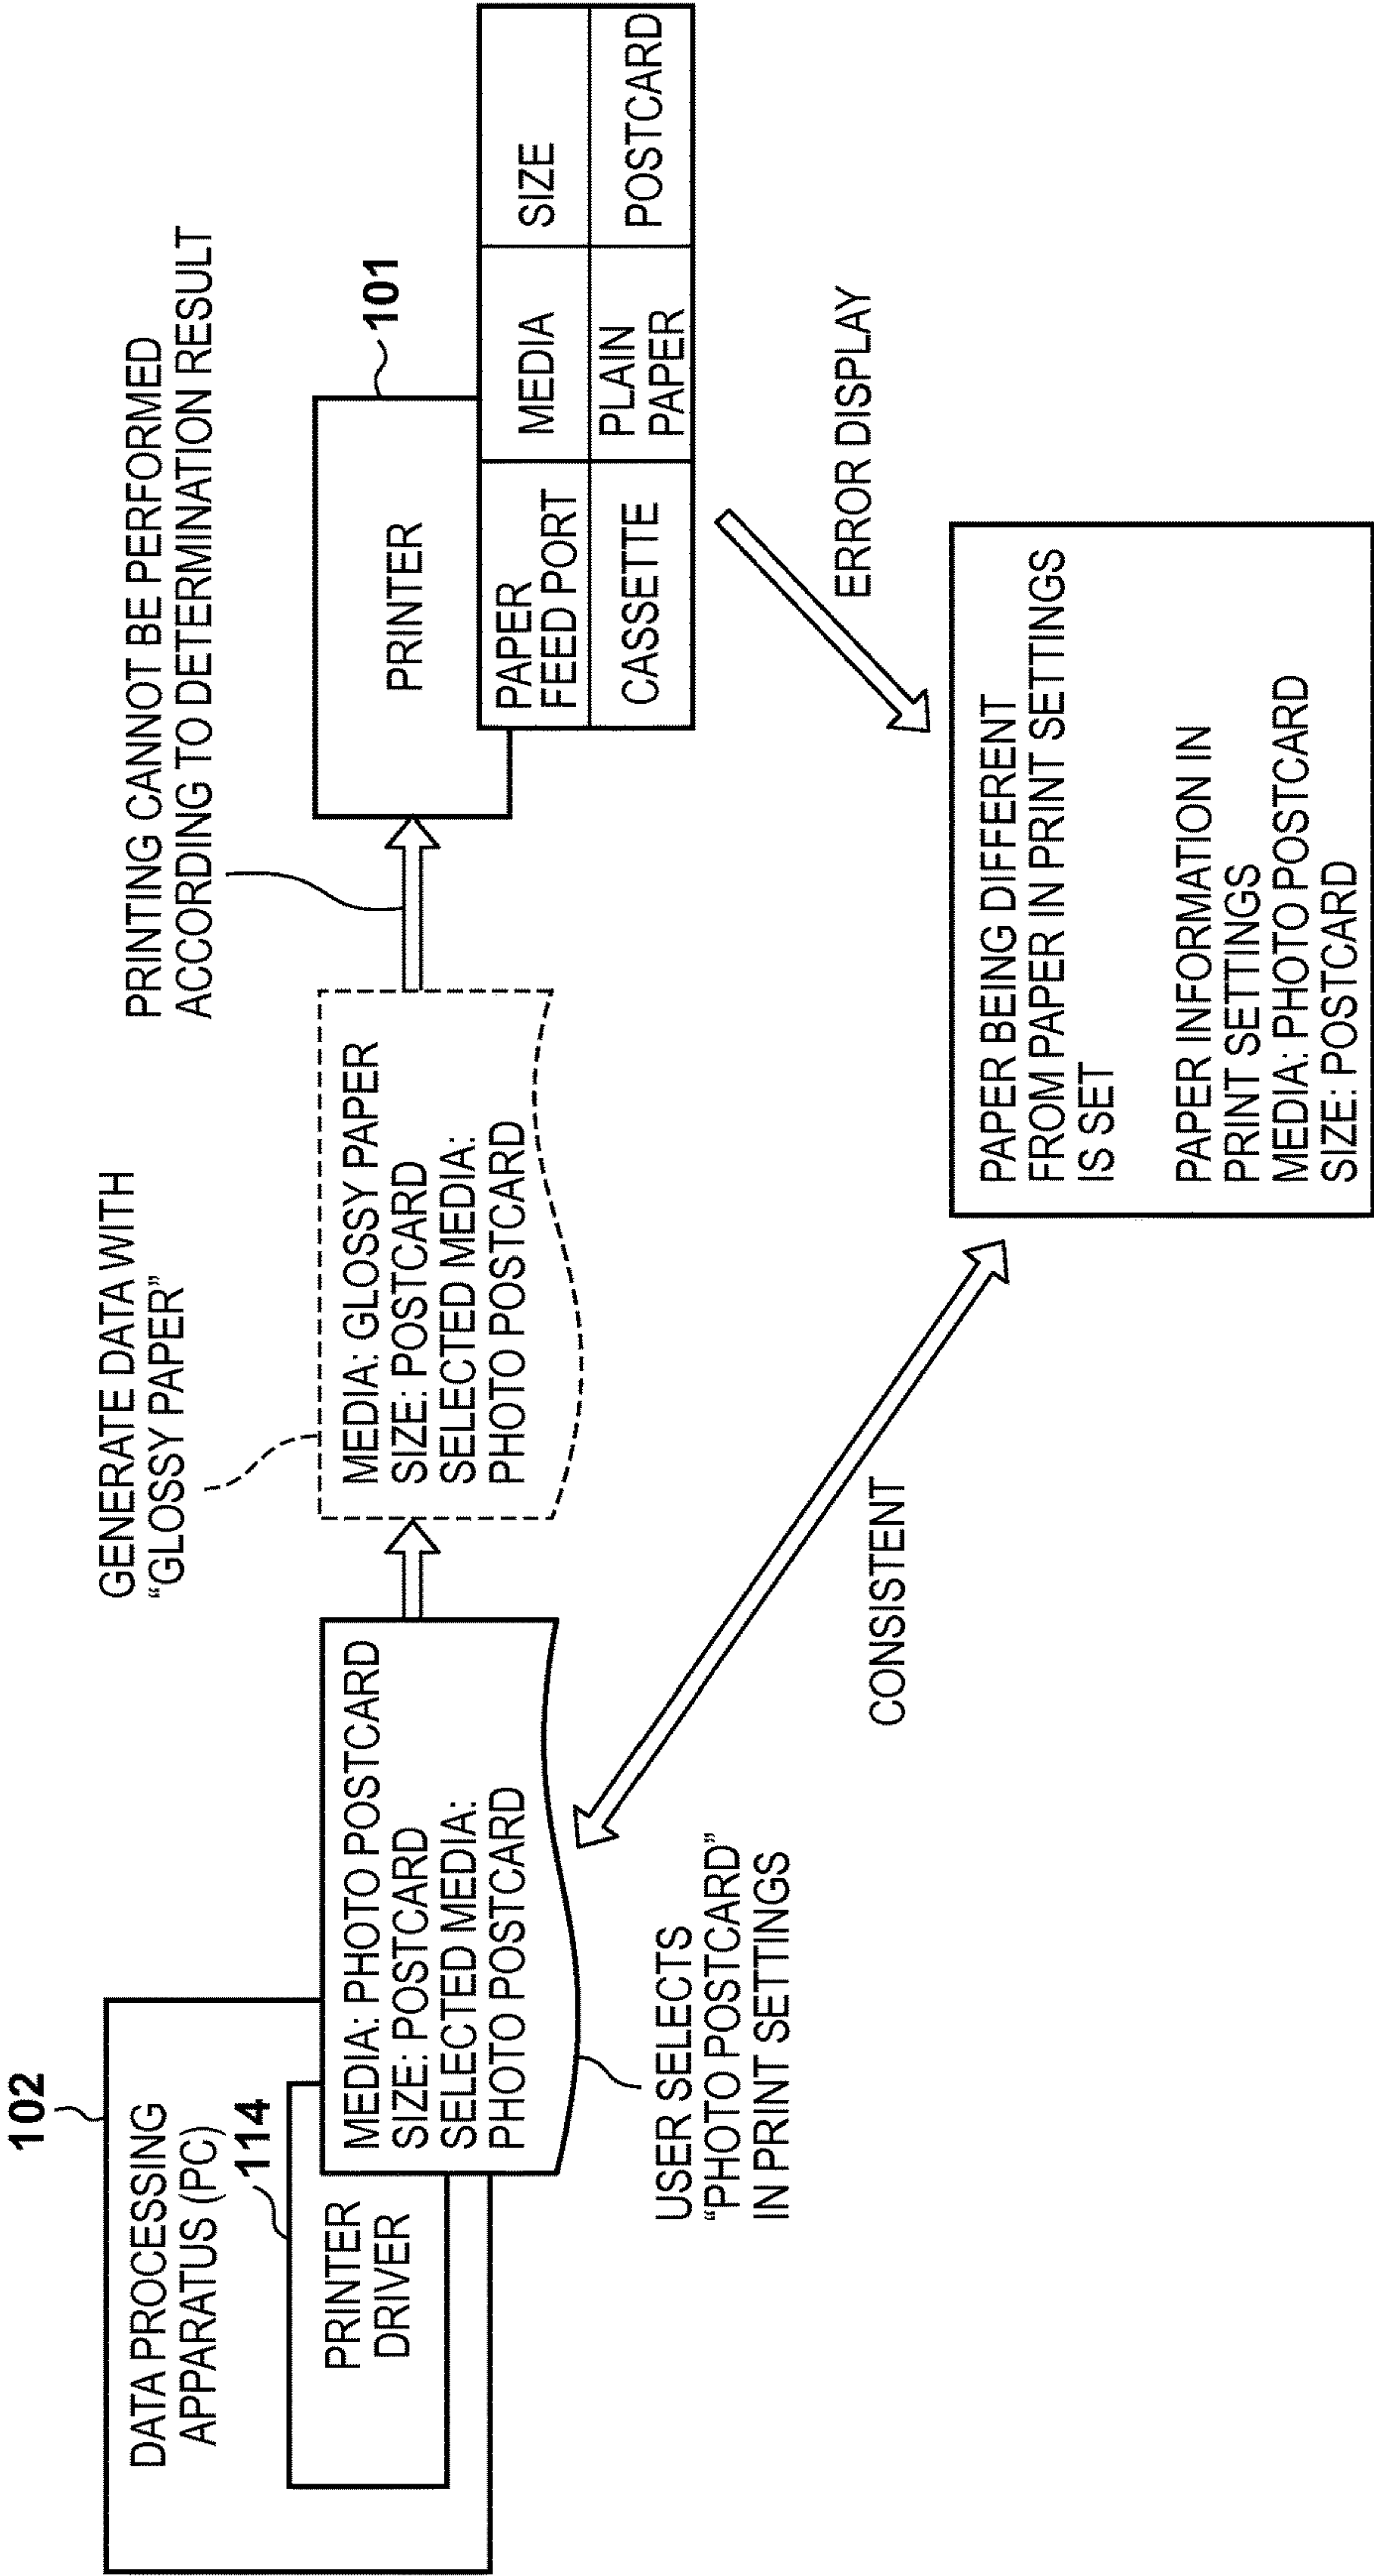 102
DATA PROCESSING
APPARATUS (PC)
114
PRINTER
DRIVER
MEDIA: PHOTO POSTCARD
SIZE: POSTCARD
SELECTED MEDIA:
PHOTO POSTCARD
USER SELECTS
“PHOTO POSTCARD”
IN PRINT SETTINGS
GENERATE DATA WITH
“GLOSSY PAPER”
MEDIA: GLOSSY PAPER
SIZE: POSTCARD
SELECTED MEDIA:
PHOTO POSTCARD
PRINTING CANNOT BE PERFORMED
ACCORDING TO DETERMINATION RESULT
101
PRINTER
PAPER
FEED PORT
MEDIA
SIZE
CASSETTE
PLAIN
PAPER
POSTCARD
ERROR DISPLAY
CONSISTENT
PAPER BEING DIFFERENT
FROM PAPER IN PRINT SETTINGS
IS SET
PAPER INFORMATION IN
PRINT SETTINGS
MEDIA: PHOTO POSTCARD
SIZE: POSTCARD